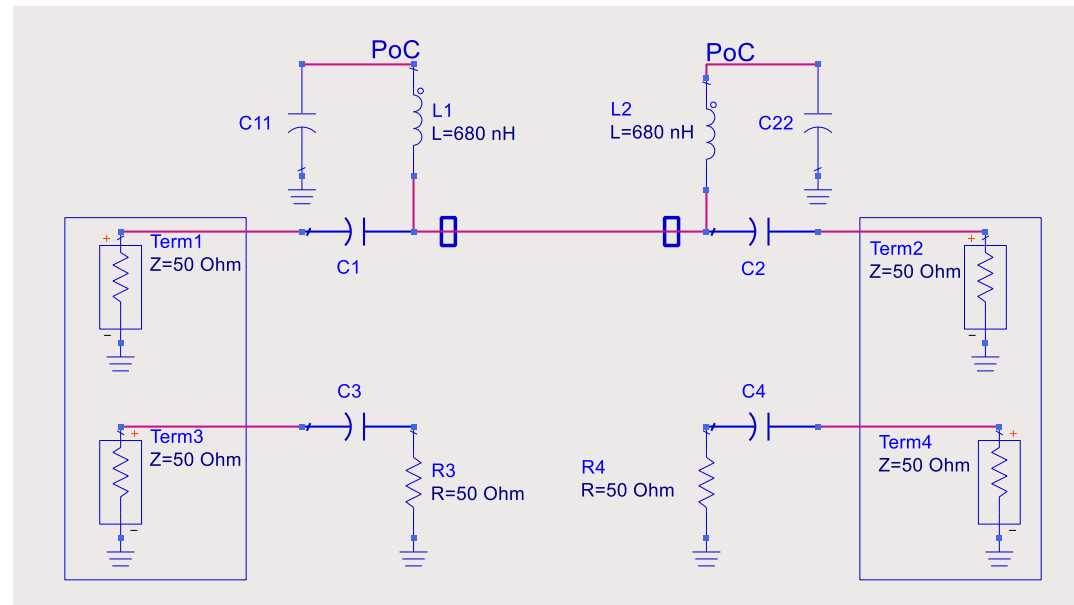 PoC
PoC
C11
L1
L=680 nH
L2
L=680 nH
C22
+
Term1
Z=50 Ohm
−
C1
C2
+
Term2
Z=50 Ohm
−
C3
C4
+
Term3
Z=50 Ohm
−
R3
R=50 Ohm
R4
R=50 Ohm
+
Term4
Z=50 Ohm
−